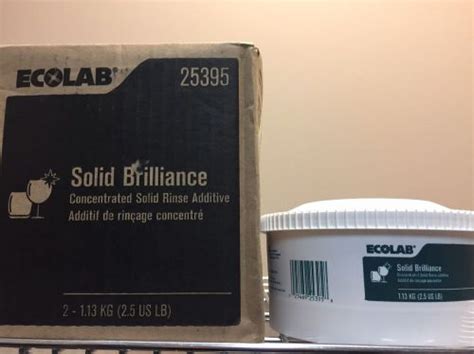 ECOLAB® 25395
Solid Brilliance
Concentrated Solid Rinse Additive
Additif de rinçage concentré
2 - 1.13 KG (2.5 US LB)
ECOLAB®
Solid Brilliance
1.13 KG (2.5 US LB)